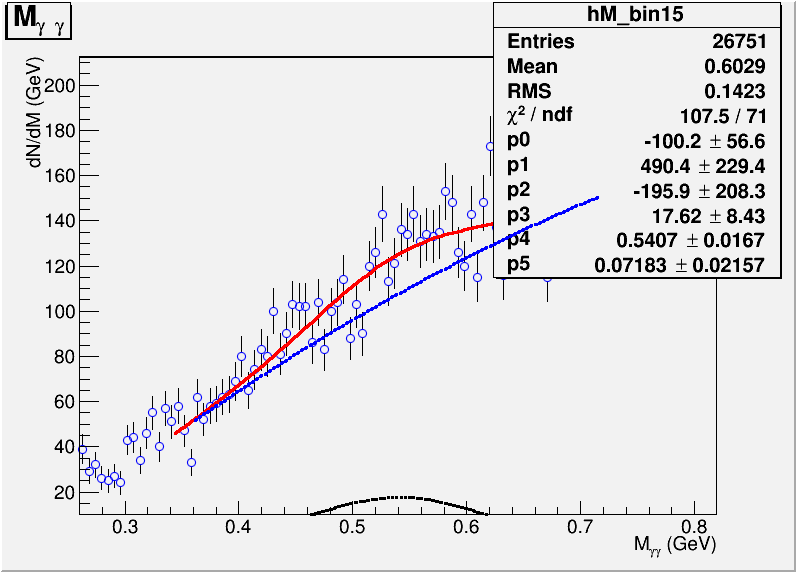 M γ γ
hM_bin15
Entries 26751
Mean 0.6029
RMS 0.1423
χ² / ndf 107.5 / 71
p0 -100.2 ± 56.6
p1 490.4 ± 229.4
p2 -195.9 ± 208.3
p3 17.62 ± 8.43
p4 0.5407 ± 0.0167
p5 0.07183 ± 0.02157
dN/dM (GeV)
200
180
160
140
120
100
80
60
40
20
0.3 0.4 0.5 0.6 0.7 0.8
Mγγ (GeV)